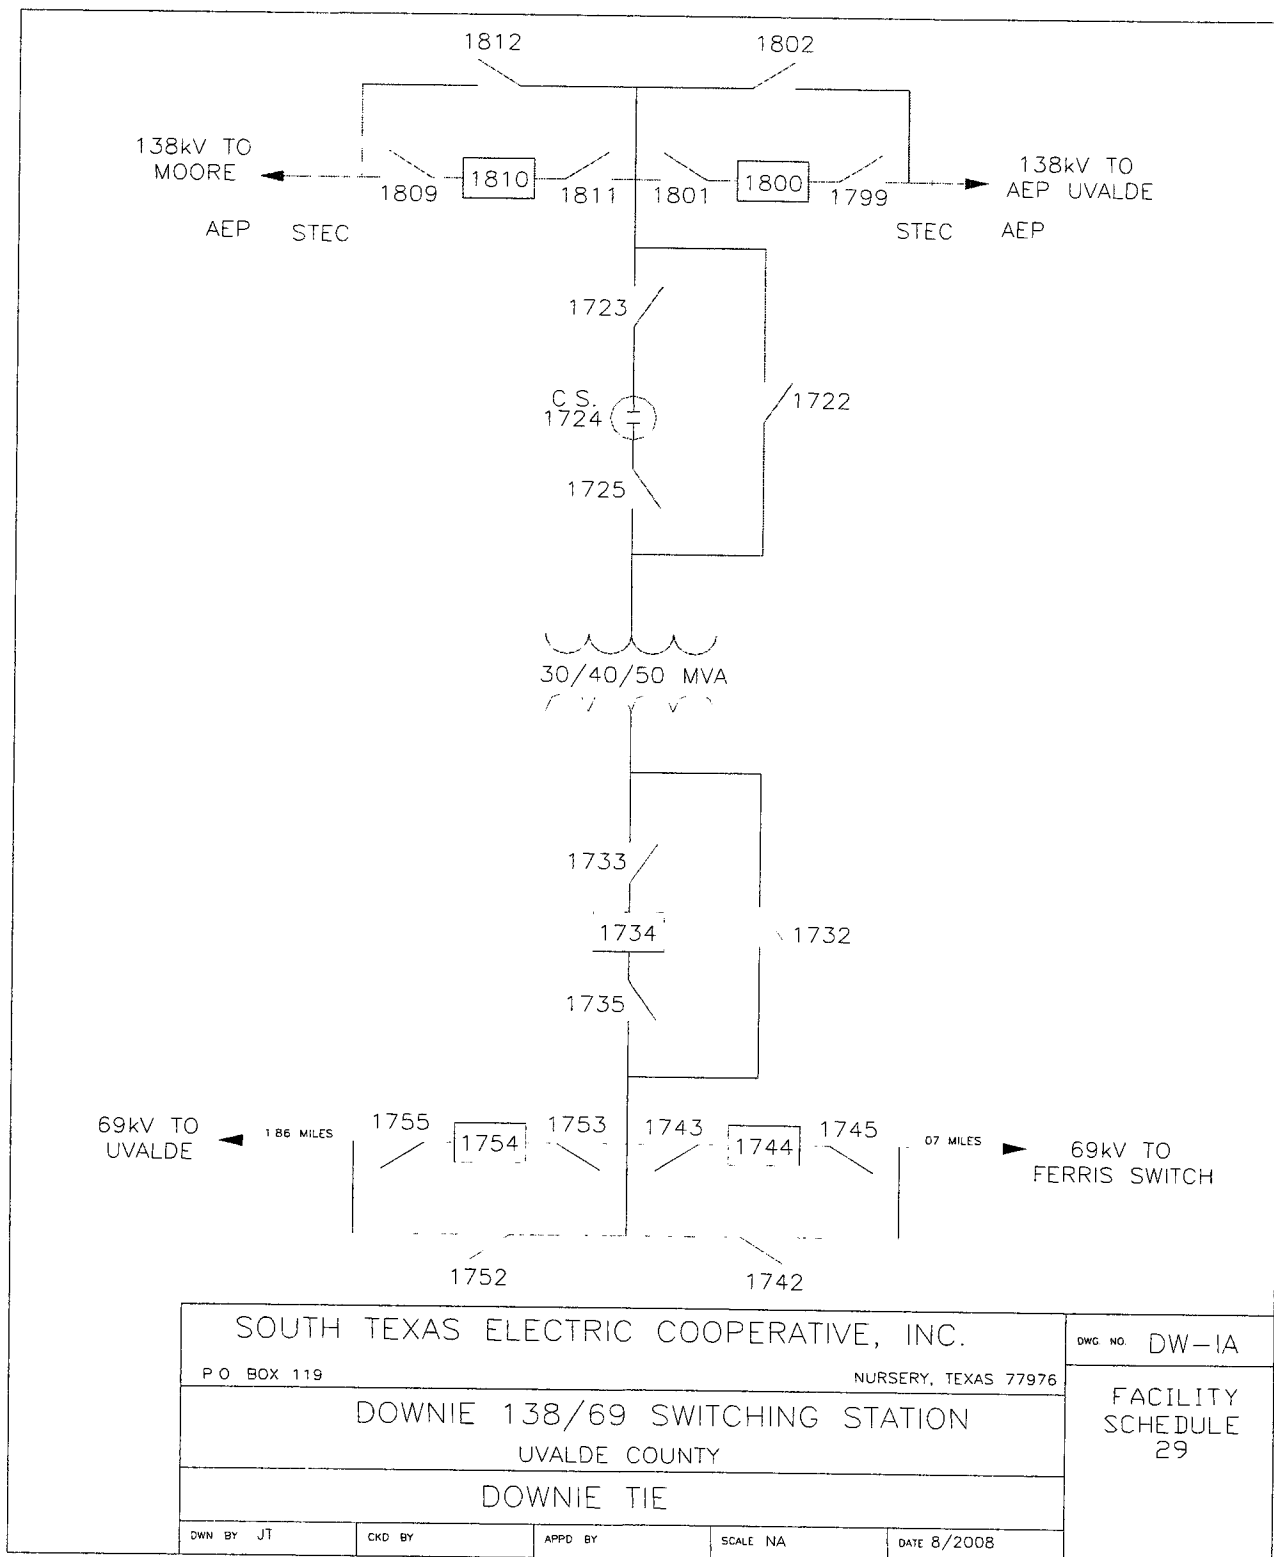 1812
1802
138kV TO
MOORE
1809
1810
1811
1801
1800
1799
138kV TO
AEP UVALDE
AEP
STEC
STEC
AEP
1723
C.S.
1724
1722
1725
30/40/50 MVA
1733
1734
1732
1735
69kV TO
UVALDE
1 86 MILES
1755
1754
1753
1743
1744
1745
07 MILES
69kV TO
FERRIS SWITCH
1752
1742
SOUTH TEXAS ELECTRIC COOPERATIVE, INC.
P O BOX 119
NURSERY, TEXAS 77976
DWG. NO. DW-1A
DOWNIE 138/69 SWITCHING STATION
UVALDE COUNTY
FACILITY
SCHEDULE
29
DOWNIE TIE
DWN BY JT
CKD BY
APPD BY
SCALE NA
DATE 8/2008